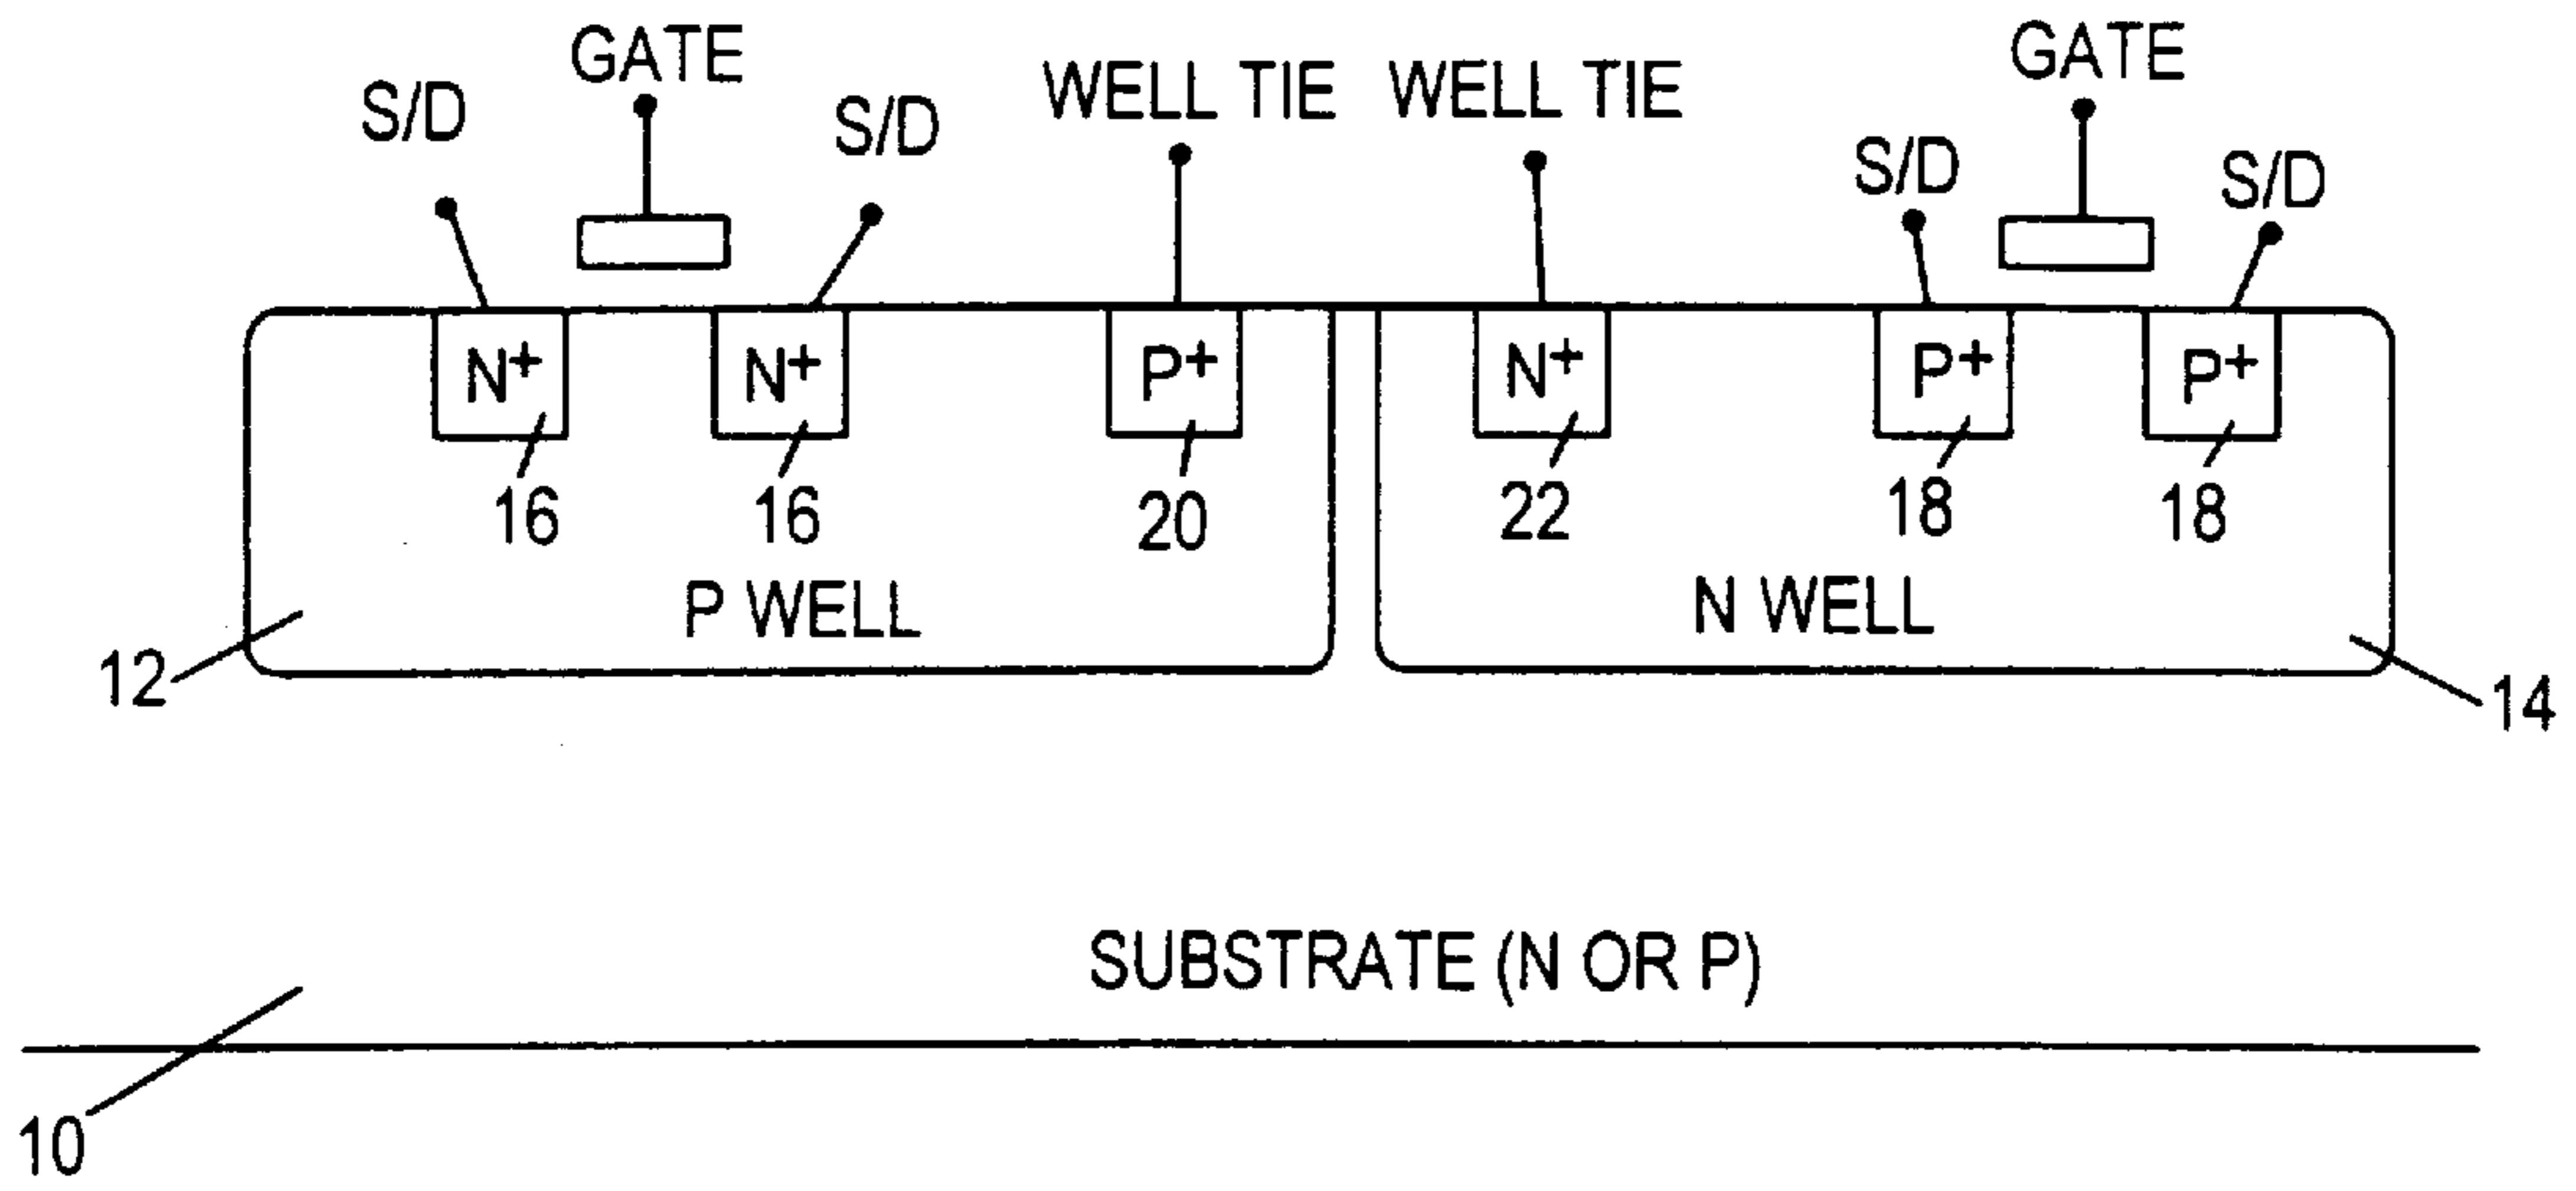 GATE GATE
S/D S/D WELL TIE WELL TIE S/D S/D
N+ N+ P+ N+ P+ P+
16 16 20 22 18 18
P WELL N WELL
12 14
SUBSTRATE (N OR P)
10